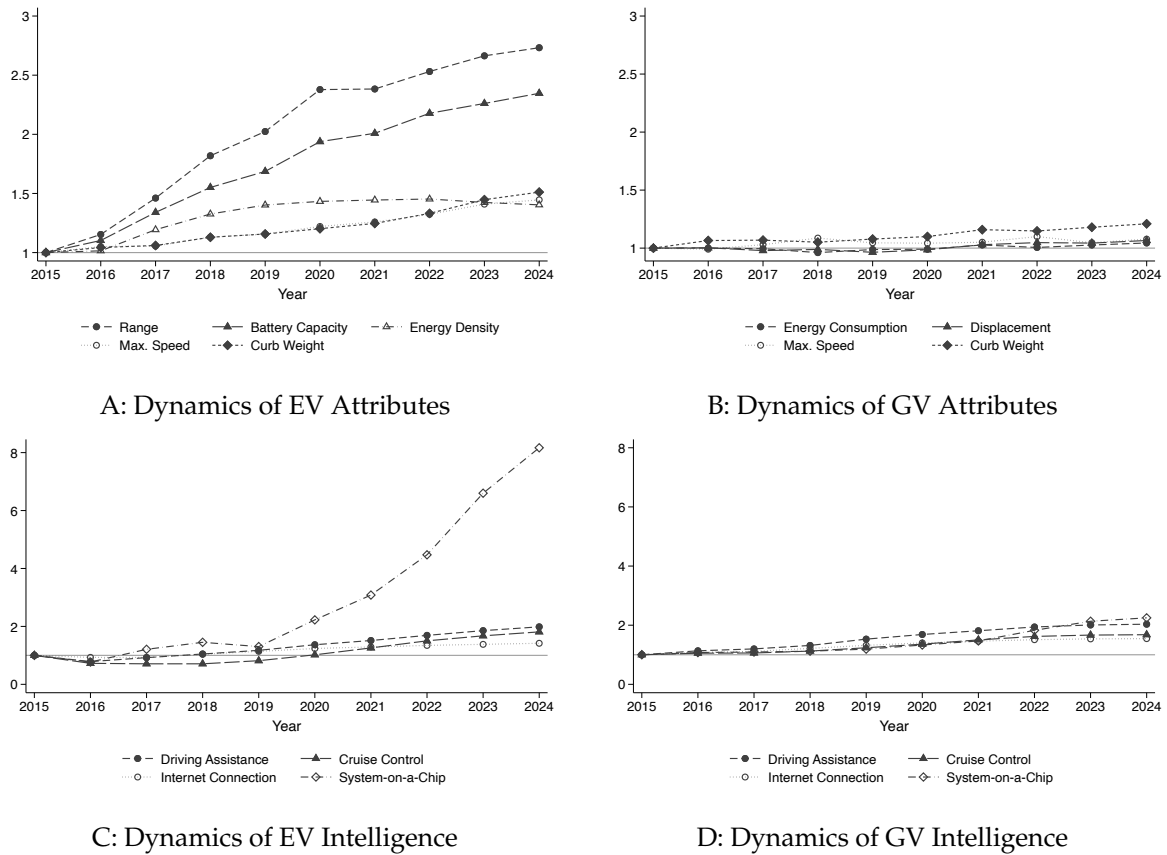 3
2.5
2
1.5
1
2015 2016 2017 2018 2019 2020 2021 2022 2023 2024
Year
Range Battery Capacity Energy Density
Max. Speed Curb Weight
A: Dynamics of EV Attributes
3
2.5
2
1.5
1
2015 2016 2017 2018 2019 2020 2021 2022 2023 2024
Year
Energy Consumption Displacement
Max. Speed Curb Weight
B: Dynamics of GV Attributes
8
6
4
2
0
2015 2016 2017 2018 2019 2020 2021 2022 2023 2024
Year
Driving Assistance Cruise Control
Internet Connection System-on-a-Chip
C: Dynamics of EV Intelligence
8
6
4
2
0
2015 2016 2017 2018 2019 2020 2021 2022 2023 2024
Year
Driving Assistance Cruise Control
Internet Connection System-on-a-Chip
D: Dynamics of GV Intelligence